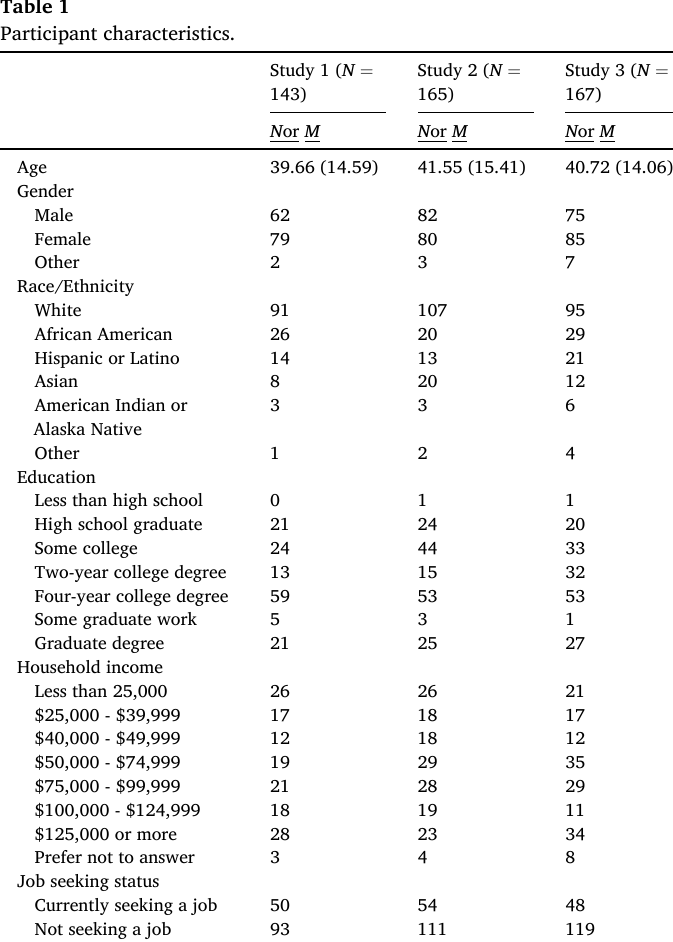 Table 1
Participant characteristics.
Study 1 (N = Study 2 (N = Study 3 (N =
143) 165) 167)
Nor M Nor M Nor M
Age 39.66 (14.59) 41.55 (15.41) 40.72 (14.06)
Gender
Male 62 82 75
Female 79 80 85
Other 2 3 7
Race/Ethnicity
White 91 107 95
African American 26 20 29
Hispanic or Latino 14 13 21
Asian 8 20 12
American Indian or 3 3 6
Alaska Native
Other 1 2 4
Education
Less than high school 0 1 1
High school graduate 21 24 20
Some college 24 44 33
Two-year college degree 13 15 32
Four-year college degree 59 53 53
Some graduate work 5 3 1
Graduate degree 21 25 27
Household income
Less than 25,000 26 26 21
$25,000 - $39,999 17 18 17
$40,000 - $49,999 12 18 12
$50,000 - $74,999 19 29 35
$75,000 - $99,999 21 28 29
$100,000 - $124,999 18 19 11
$125,000 or more 28 23 34
Prefer not to answer 3 4 8
Job seeking status
Currently seeking a job 50 54 48
Not seeking a job 93 111 119